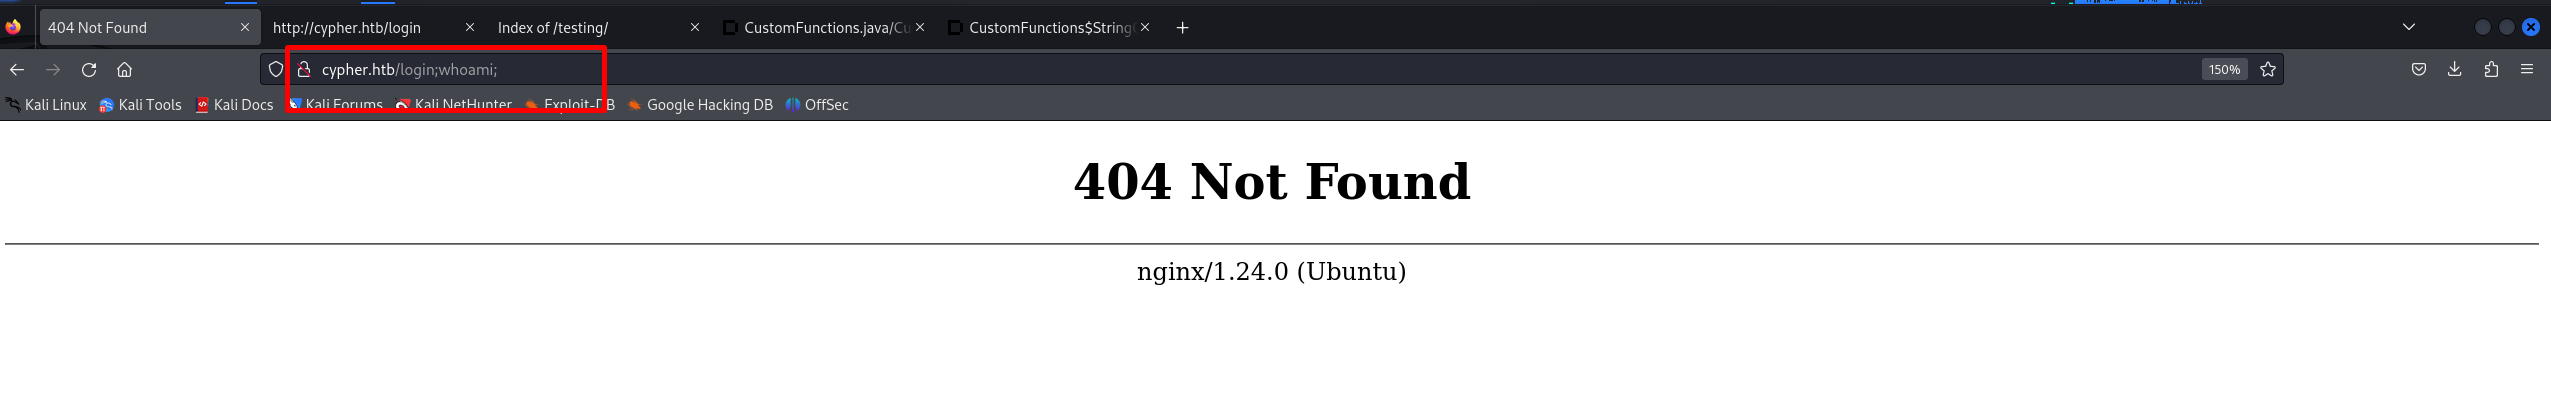 404 Not Found http://cypher.htb/login Index of /testing/ CustomFunctions.java/Cu CustomFunctions$String
cypher.htb/login;whoami; 150%
Kali Linux Kali Tools Kali Docs Kali Forums Kali NetHunter Exploit-DB Google Hacking DB OffSec
404 Not Found
nginx/1.24.0 (Ubuntu)